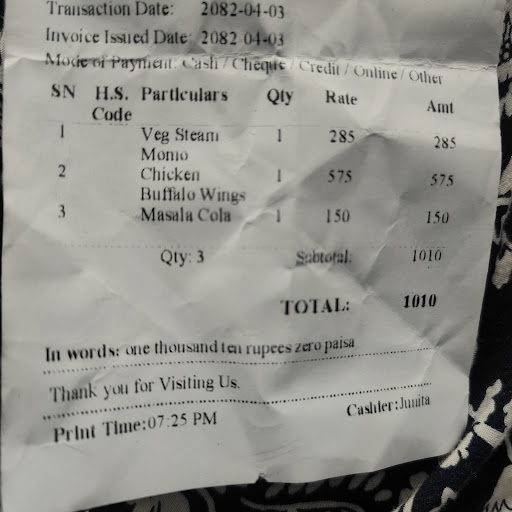 Transaction Date: 2082-04-03
Invoice Issued Date: 2082-04-03
Mode of Payment: Cash / Cheque / Credit / Online / Other
SN H.S. Code Particulars Qty Rate Amt
1 Veg Steam Momo 1 285 285
2 Chicken Buffalo Wings 1 575 575
3 Masala Cola 1 150 150
Qty: 3 Subtotal: 1010
TOTAL: 1010
In words: one thousand ten rupees zero paisa
Thank you for Visiting Us.
Print Time:07:25 PM Cashier:Junita